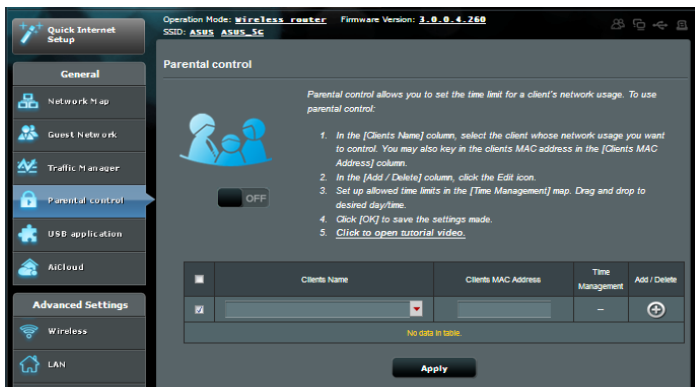 Quick Internet
Setup
Operation Mode: Wireless router Firmware Version: 3.0.0.4.260
SSID: ASUS ASUS_5G
General
Network Map
Guest Network
Traffic Manager
Parental control
USB application
AiCloud
Advanced Settings
Wireless
LAN
Parental control
Parental control allows you to set the time limit for a client's network usage. To use
parental control:
1. In the [Clients Name] column, select the client whose network usage you want
to control. You may also key in the clients MAC address in the [Clients MAC
Address] column.
2. In the [Add / Delete] column, click the Edit icon.
3. Set up allowed time limits in the [Time Management] map. Drag and drop to
desired day/time.
4. Click [OK] to save the settings made.
5. Click to open tutorial video.
OFF
Clients Name Clients MAC Address Time Management Add / Delete
–
No data in table.
Apply